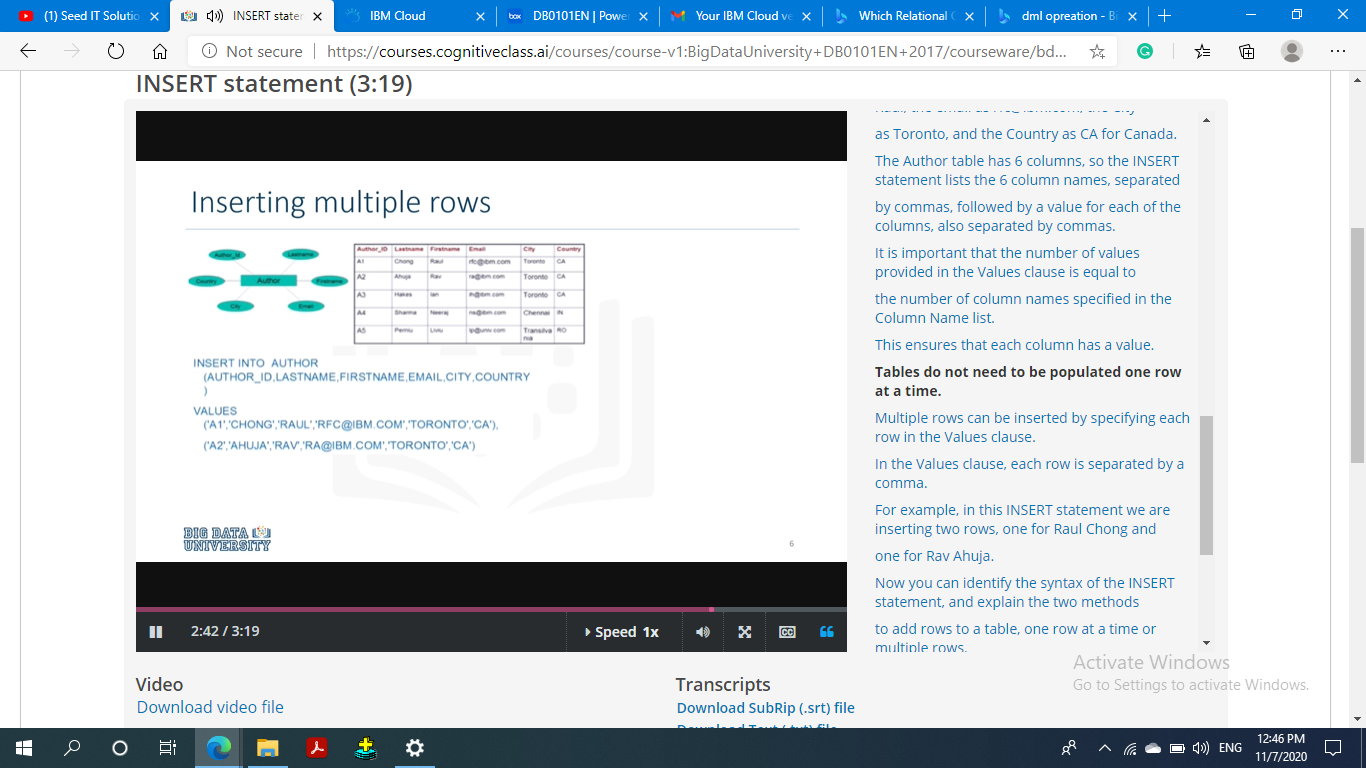 (1) Seed IT Solutio
INSERT stater
IBM Cloud
box DB0101EN | Power
Your IBM Cloud ve
Which Relational C
dml opreation - Bi
Not secure https://courses.cognitiveclass.ai/courses/course-v1:BigDataUniversity+DB0101EN+2017/courseware/bd...
INSERT statement (3:19)
Inserting multiple rows
Author_Id
Lastname
Country
Author
Firstname
City
Email
Author_ID Lastname Firstname Email City Country
A1 Chong Raul rfc@ibm.com Toronto CA
A2 Ahuja Rav ra@ibm.com Toronto CA
A3 Hakes Ian ih@ibm.com Toronto CA
A4 Sharma Neeraj ns@ibm.com Chennai IN
A5 Perniu Liviu lp@univ.com Transilva RO
nia
INSERT INTO AUTHOR
(AUTHOR_ID,LASTNAME,FIRSTNAME,EMAIL,CITY,COUNTRY
)
VALUES
('A1','CHONG','RAUL','RFC@IBM.COM','TORONTO','CA'),
('A2','AHUJA','RAV','RA@IBM.COM','TORONTO','CA')
BIG DATA
UNIVERSITY
6
2:42 / 3:19
Speed 1x
CC
as Toronto, and the Country as CA for Canada.
The Author table has 6 columns, so the INSERT
statement lists the 6 column names, separated
by commas, followed by a value for each of the
columns, also separated by commas.
It is important that the number of values
provided in the Values clause is equal to
the number of column names specified in the
Column Name list.
This ensures that each column has a value.
Tables do not need to be populated one row
at a time.
Multiple rows can be inserted by specifying each
row in the Values clause.
In the Values clause, each row is separated by a
comma.
For example, in this INSERT statement we are
inserting two rows, one for Raul Chong and
one for Rav Ahuja.
Now you can identify the syntax of the INSERT
statement, and explain the two methods
to add rows to a table, one row at a time or
multiple rows.
Activate Windows
Go to Settings to activate Windows.
Video
Download video file
Transcripts
Download SubRip (.srt) file
Download Text (.txt) file
ENG
12:46 PM
11/7/2020